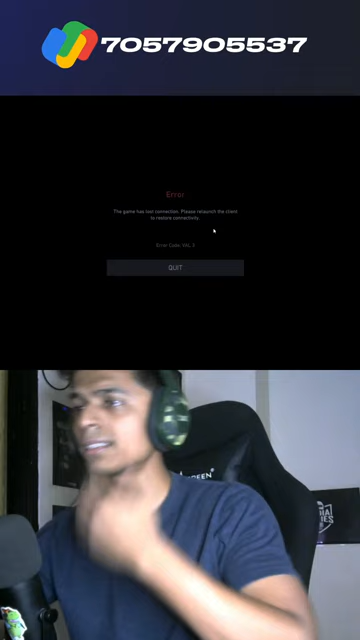 7057905537
Error
The game has lost connection. Please relaunch the client
to restore connectivity.
Error Code: VAL 5
QUIT